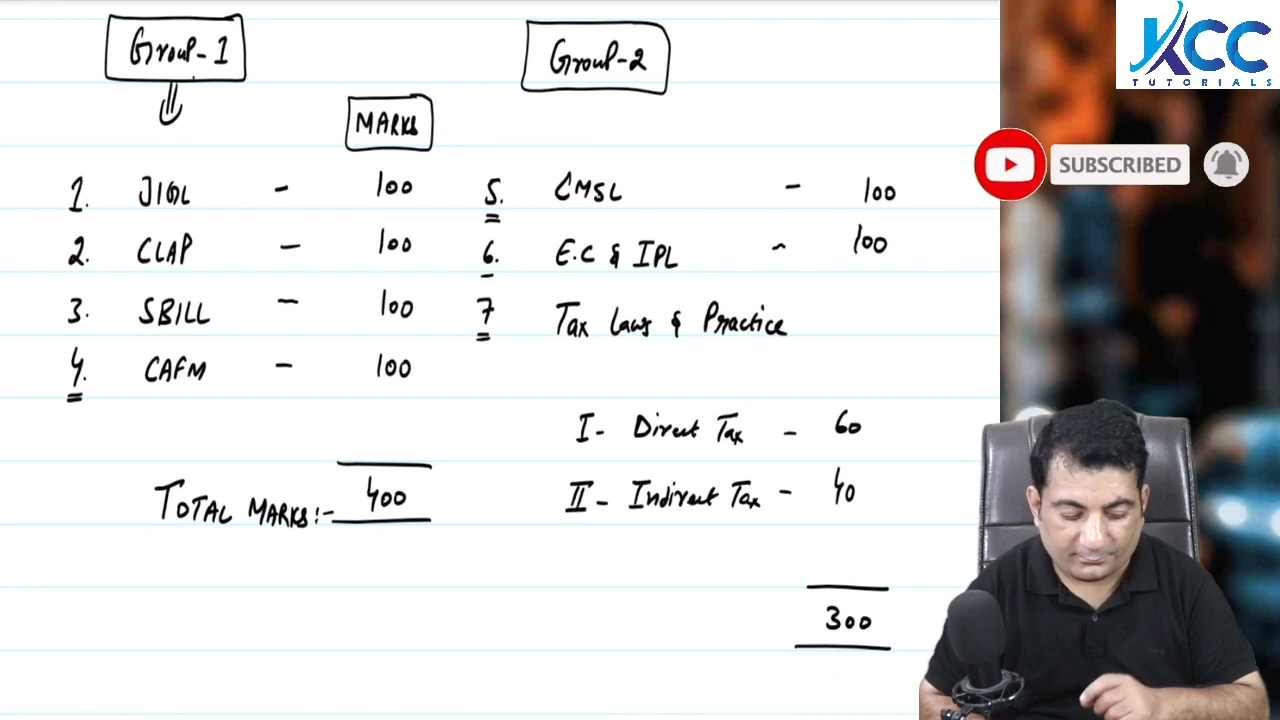 Group-1
MARKS
1. JIGL - 100
2. CLAP - 100
3. SBILL - 100
4. CAFM - 100
TOTAL MARKS:- 400
Group-2
5. CMSL - 100
6. E.C & IPL - 100
7 Tax Laws & Practice
I- Direct Tax - 60
II- Indirect Tax - 40
300
JKCC
TUTORIALS
SUBSCRIBED